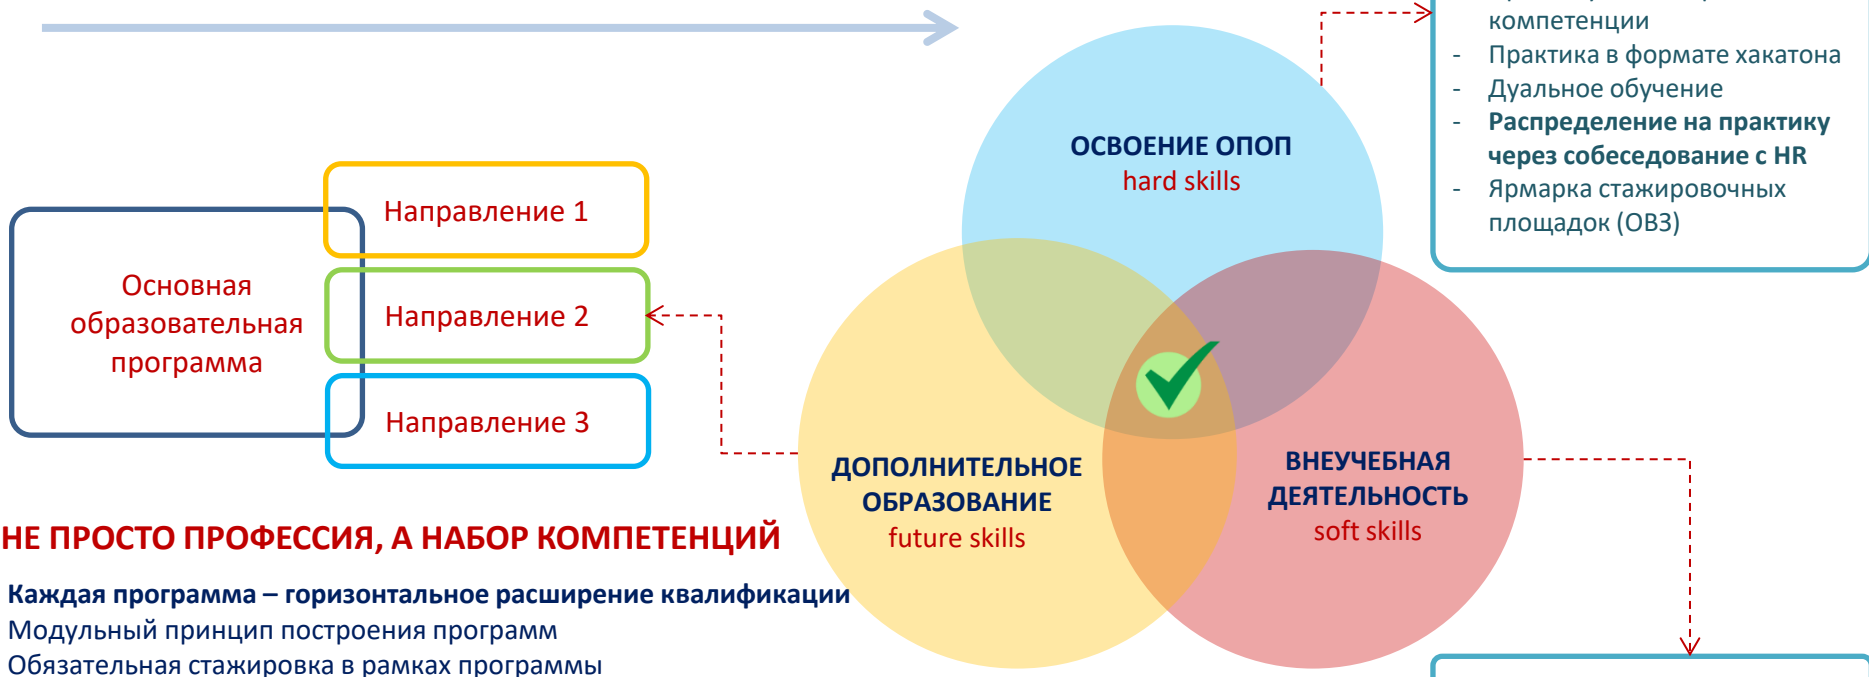 компетенции
- Практика в формате хакатона
- Дуальное обучение
- Распределение на практику
через собеседование с HR
- Ярмарка стажировочных
площадок (ОВЗ)
ОСВОЕНИЕ ОПОП
hard skills
Направление 1
Основная
образовательная
программа
Направление 2
Направление 3
ДОПОЛНИТЕЛЬНОЕ
ОБРАЗОВАНИЕ
future skills
ВНЕУЧЕБНАЯ
ДЕЯТЕЛЬНОСТЬ
soft skills
НЕ ПРОСТО ПРОФЕССИЯ, А НАБОР КОМПЕТЕНЦИЙ
Каждая программа – горизонтальное расширение квалификации
Модульный принцип построения программ
Обязательная стажировка в рамках программы